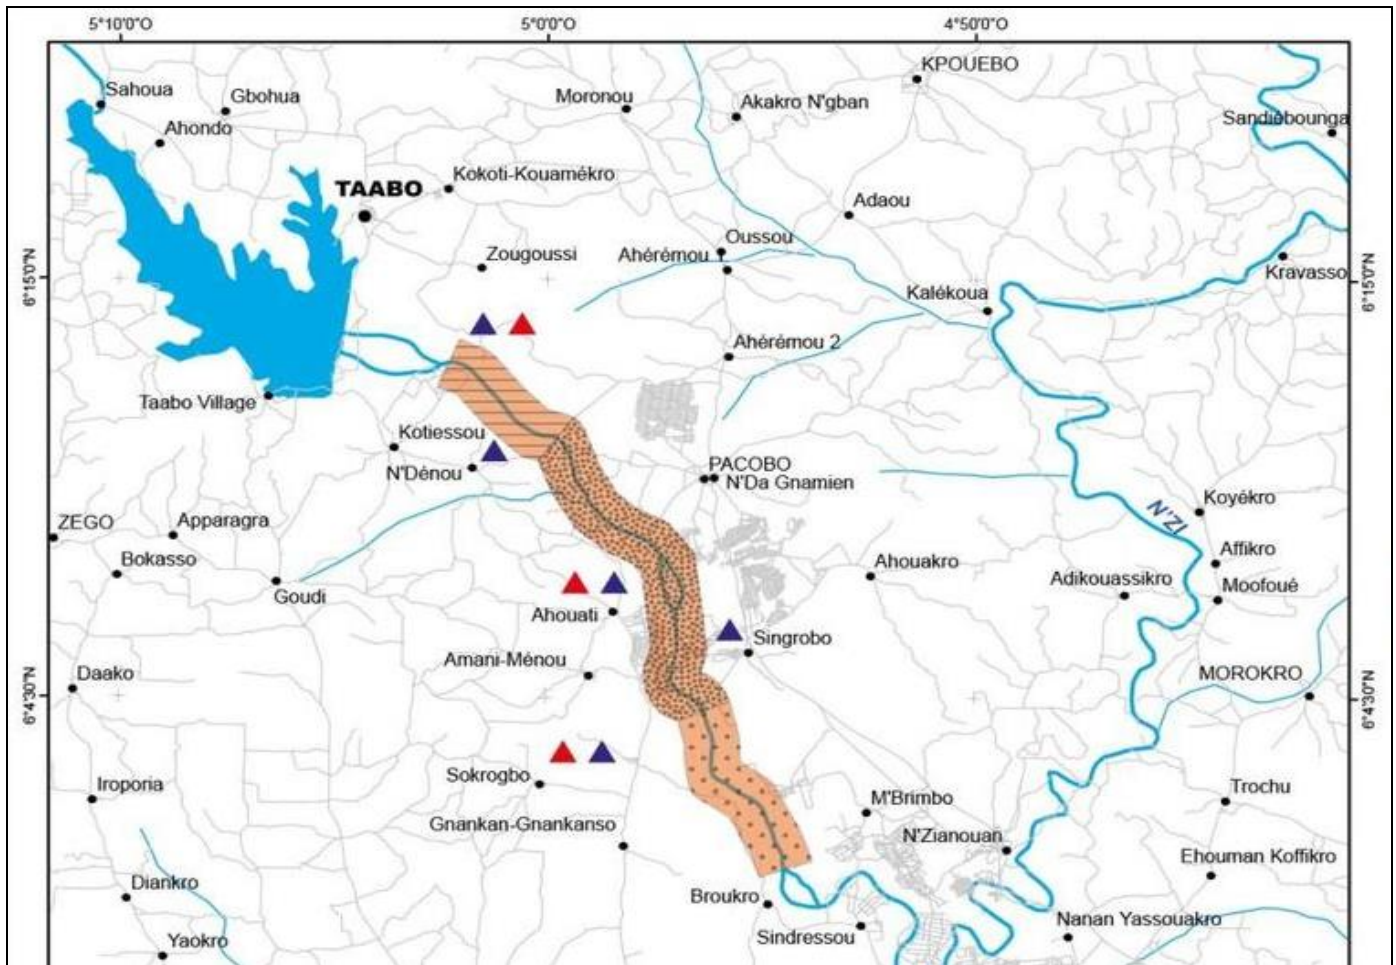 5°10'0"O
5°0'0"O
4°50'0"O
KPOUEBO
Sahoua
Gbohua
Moronou
Akakro N'gban
Sandièbounga
Ahondo
Kokoti-Kouamékro
TAABO
Adaou
Oussou
Zougoussi
Ahérémou 1
6°15'0"N
6°15'0"N
Kravasso
Kalékoua
Ahérémou 2
Taabo Village
Kotiessou
N'Dénou
PACOBO
N'Da Gnamien
Koyékro
ZEGO
Apparagra
IZ'N
Bokasso
Ahouakro
Affikro
Adikouassikro
Moofoué
Goudi
Ahouati
Singrobo
Amani-Ménou
Daako
MOROKRO
6°4'30"N
6°4'30"N
Sokrogbo
Iroporia
Trochu
M'Brimbo
Gnankan-Gnankanso
N'Zianouan
Ehouman Koffikro
Diankro
Broukro
Nanan Yassouakro
Sindressou
Yaokro